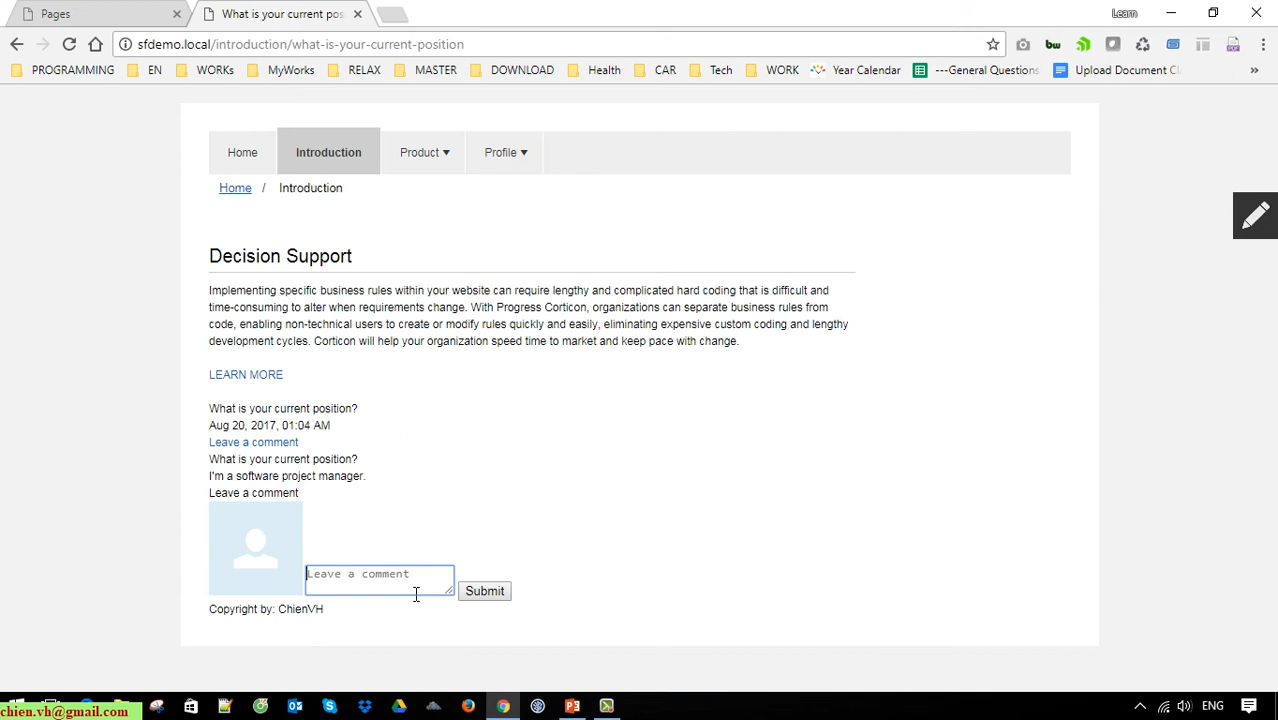 Pages
What is your current pos
Learn
sfdemo.local/introduction/what-is-your-current-position
bw
PROGRAMMING EN WORKs MyWorks RELAX MASTER DOWNLOAD Health CAR Tech WORK Year Calendar ---General Questions Upload Document
Home Introduction Product Profile
Home / Introduction
Decision Support
Implementing specific business rules within your website can require lengthy and complicated hard coding that is difficult and
time-consuming to alter when requirements change. With Progress Corticon, organizations can separate business rules from
code, enabling non-technical users to create or modify rules quickly and easily, eliminating expensive custom coding and lengthy
development cycles. Corticon will help your organization speed time to market and keep pace with change.
LEARN MORE
What is your current position?
Aug 20, 2017, 01:04 AM
Leave a comment
What is your current position?
I'm a software project manager.
Leave a comment
Leave a comment
Submit
Copyright by: ChienVH
ENG
chien.vh@gmail.com